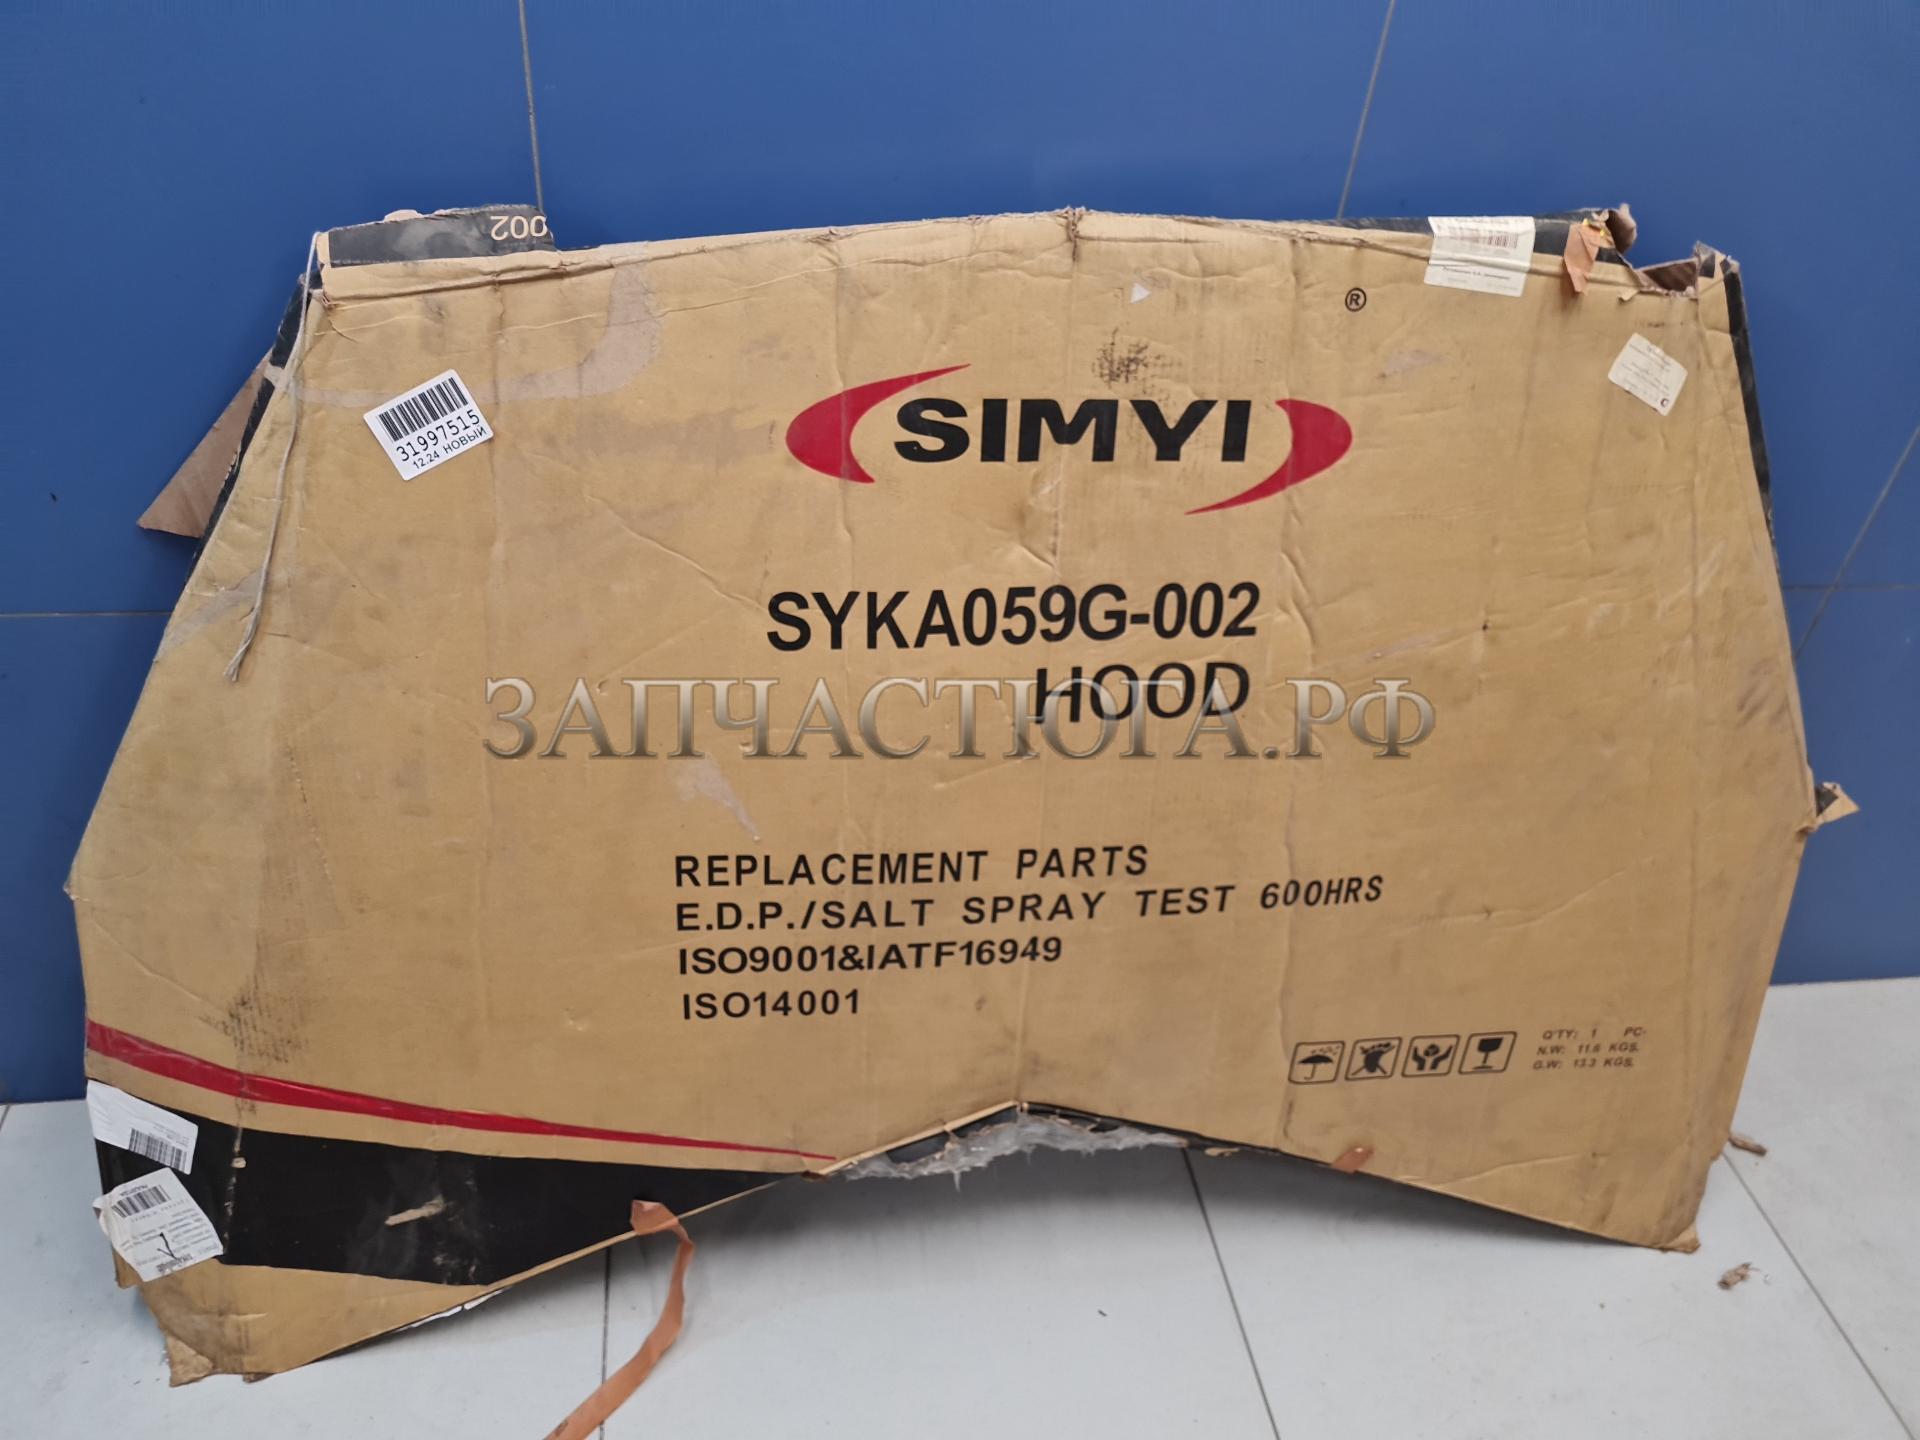 002
®
31997515
12.24 НОВЫЙ
SIMYI
SYKA059G-002
HOOD
ЗАПЧАСТЮГА.РФ
REPLACEMENT PARTS
E.D.P./SALT SPRAY TEST 600HRS
ISO9001&IATF16949
ISO14001
Q'TY: 1 PC-
N.W: 11.6 KGS.
G.W: 13.3 KGS.